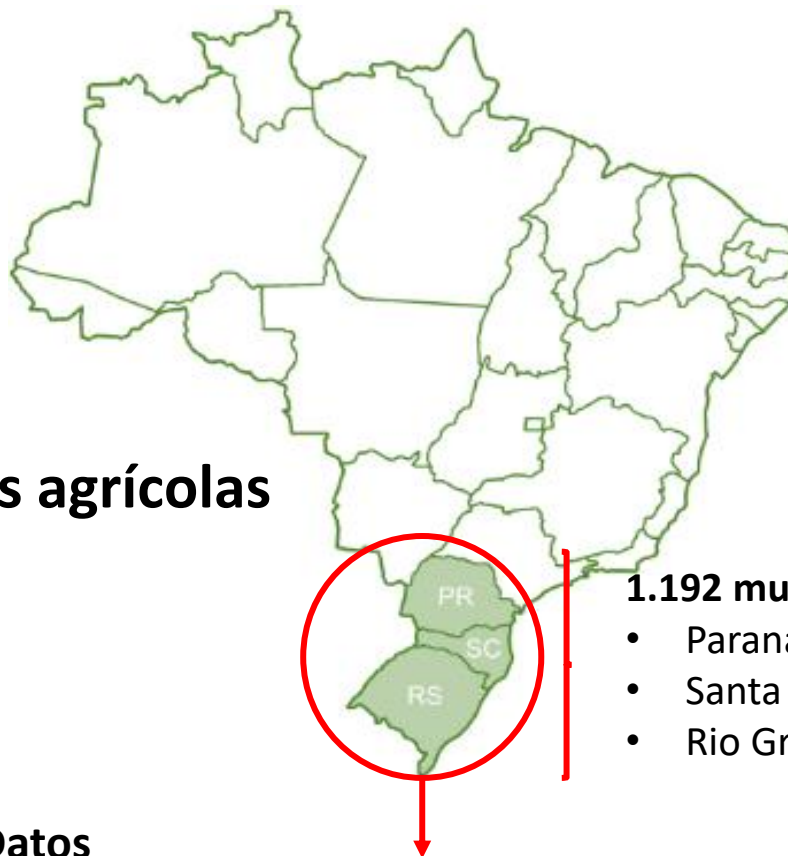 s agrícolas
PR
SC
RS
1.192 mu
• Paraná
• Santa
• Rio Gr
Datos